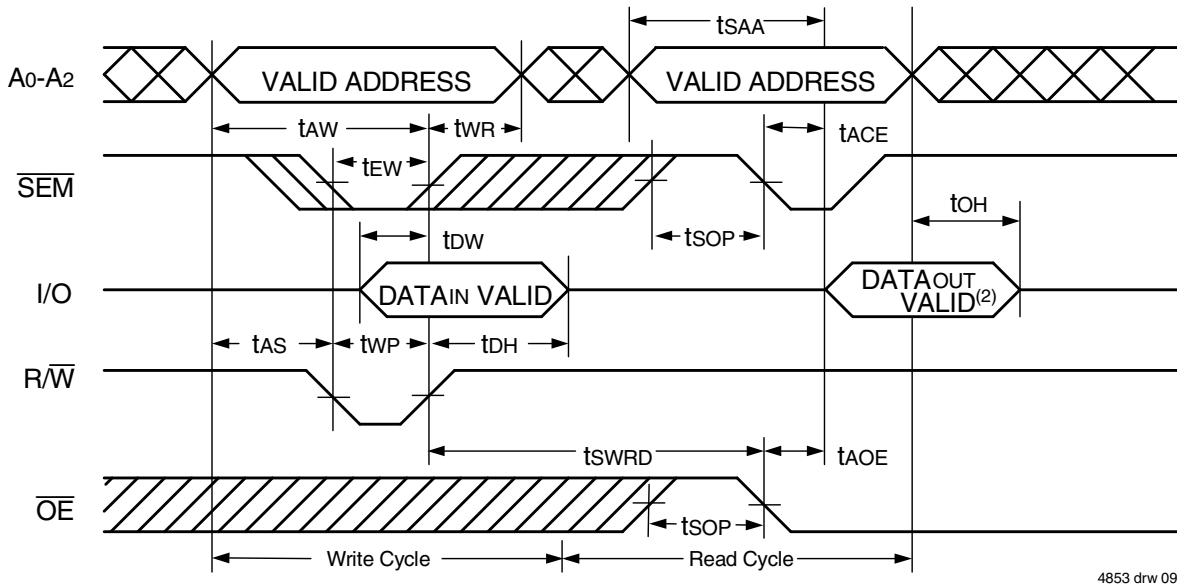 tSAA
A0-A2
VALID ADDRESS
VALID ADDRESS
tAW
tWR
tACE
tEW
SEM
tSOP
tOH
tDW
I/O
DATAIN VALID
DATAOUT
VALID(2)
tAS
tWP
tDH
R/W
tSWRD
tAOE
OE
tSOP
Write Cycle
Read Cycle
4853 drw 09